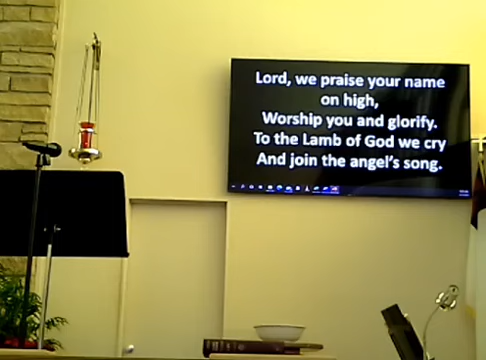 Lord, we praise your name
on high,
Worship you and glorify.
To the Lamb of God we cry
And join the angel's song.